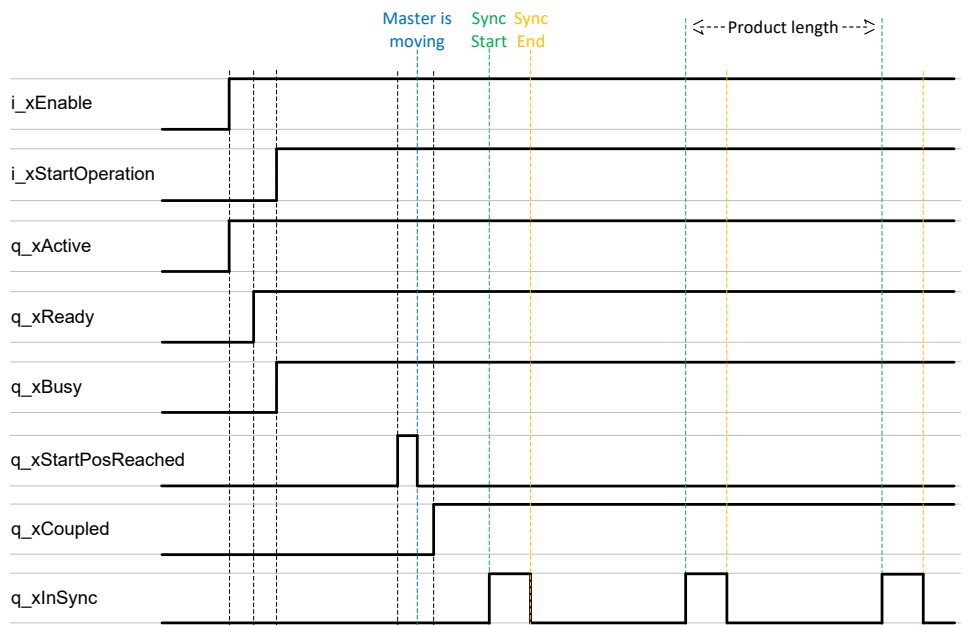 Master is
moving
Sync
Start
Sync
End
Product length
i_xEnable
i_xStartOperation
q_xActive
q_xReady
q_xBusy
q_xStartPosReached
q_xCoupled
q_xInSync